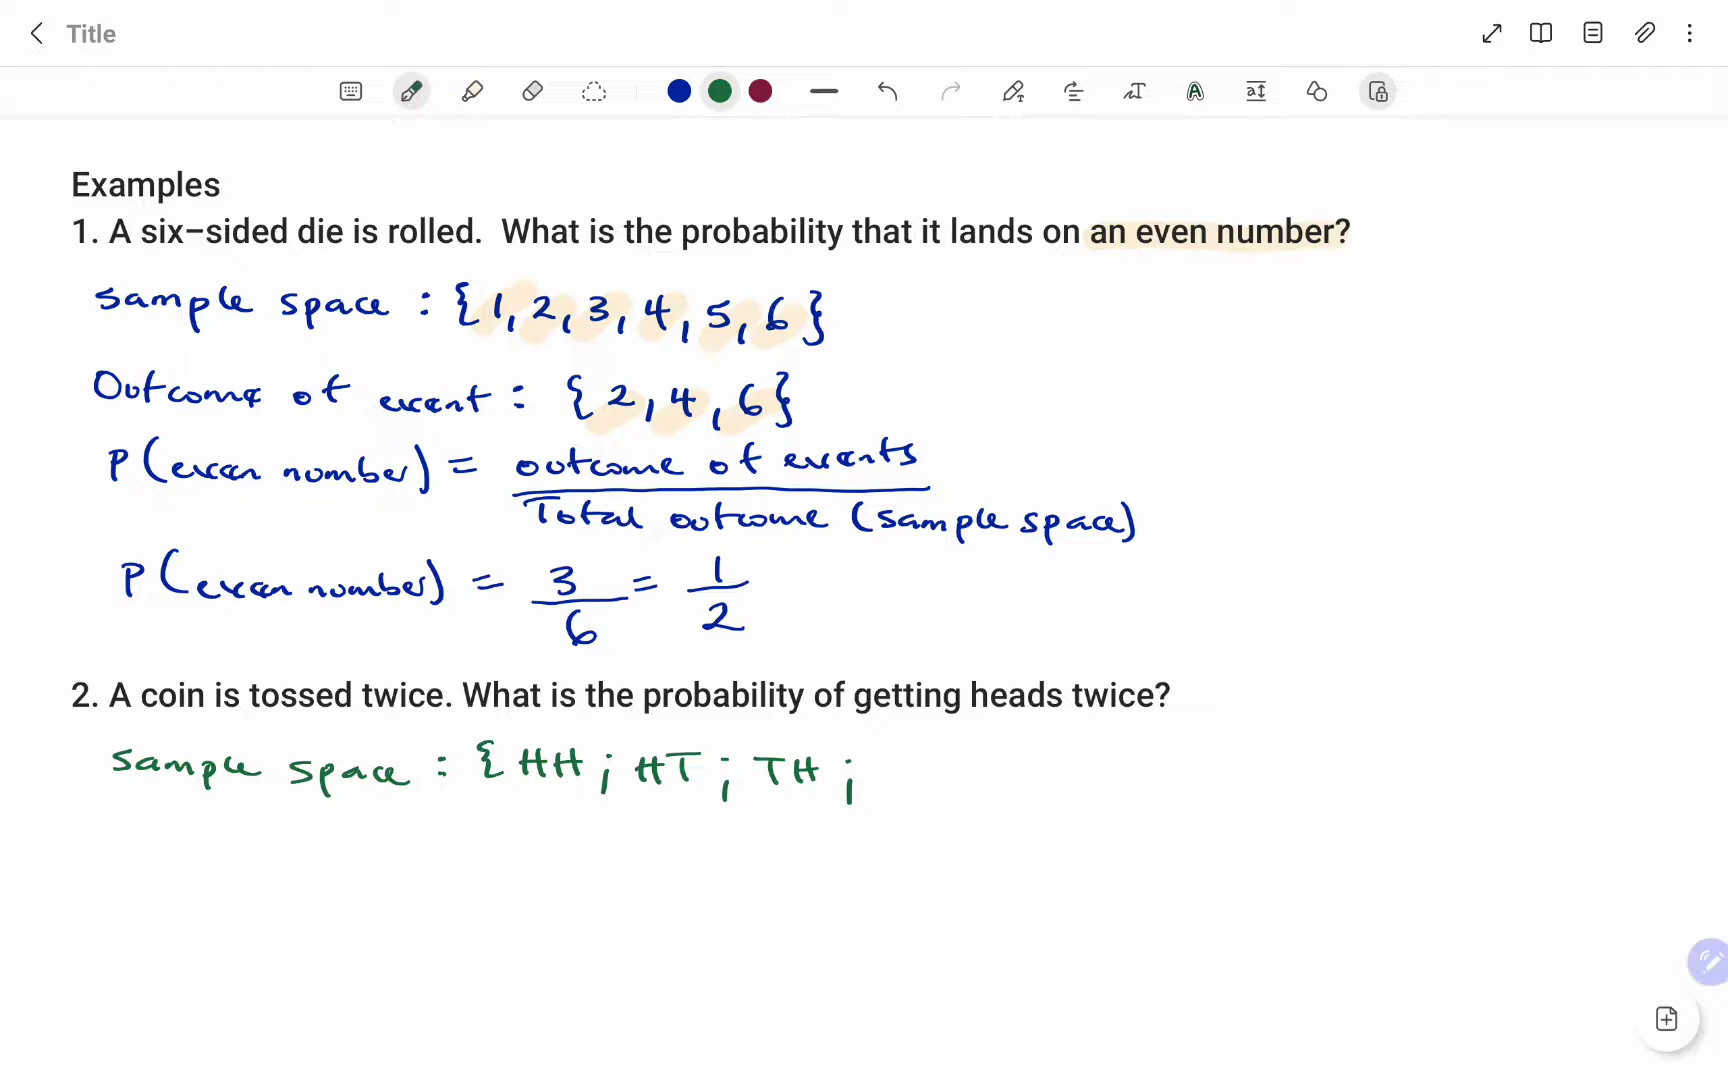 Title
Examples
1. A six–sided die is rolled. What is the probability that it lands on an even number?
Sample space : {1, 2, 3, 4, 5, 6}
Outcome of event : {2, 4, 6}
P(even number) = outcome of events
Total outcome (sample space)
P(even number) = 3/6 = 1/2
2. A coin is tossed twice. What is the probability of getting heads twice?
Sample space : {HH ; HT ; TH ;